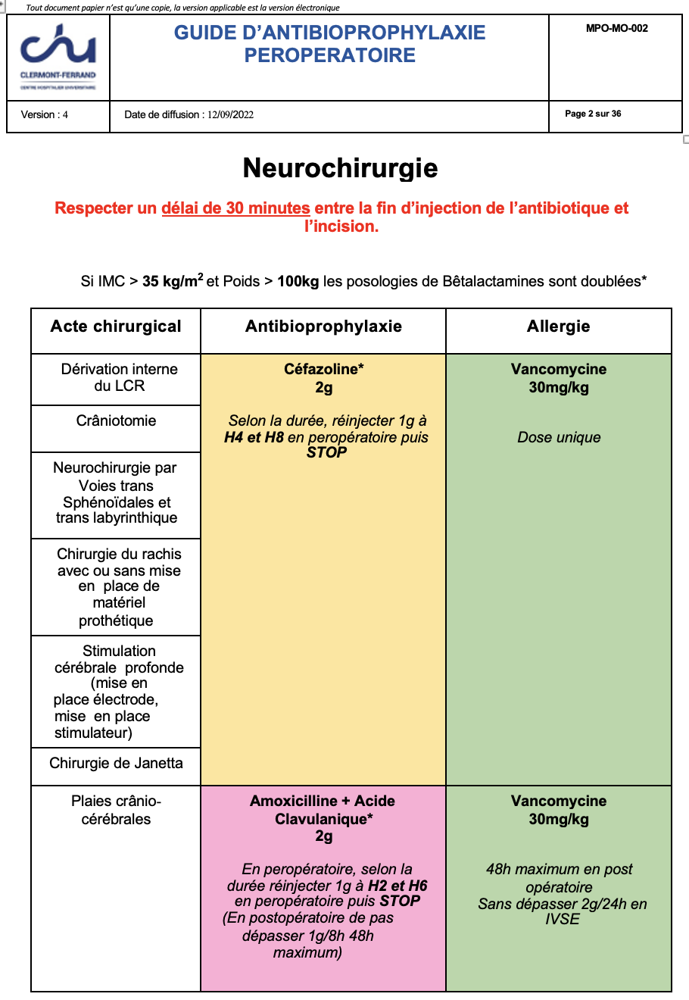 Tout document papier n'est qu'une copie, la version applicable est la version électronique
chu
CLERMONT-FERRAND
CENTRE HOSPITALIER UNIVERSITAIRE
GUIDE D'ANTIBIOPROPHYLAXIE
PEROPERATOIRE
MPO-MO-002
Version : 4
Date de diffusion : 12/09/2022
Page 2 sur 36
Neurochirurgie
Respecter un délai de 30 minutes entre la fin d'injection de l'antibiotique et
l'incision.
Si IMC > 35 kg/m² et Poids > 100kg les posologies de Bêtalactamines sont doublées*
Acte chirurgical
Antibioprophylaxie
Allergie
Dérivation interne
du LCR
Crâniotomie
Neurochirurgie par
Voies trans
Sphénoïdales et
trans labyrinthique
Chirurgie du rachis
avec ou sans mise
en place de
matériel
prothétique
Stimulation
cérébrale profonde
(mise en
place électrode,
mise en place
stimulateur)
Chirurgie de Janetta
Céfazoline*
2g
Selon la durée, réinjecter 1g à
H4 et H8 en peropératoire puis
STOP
Vancomycine
30mg/kg
Dose unique
Plaies crânio-
cérébrales
Amoxicilline + Acide
Clavulanique*
2g
En peropératoire, selon la
durée réinjecter 1g à H2 et H6
en peropératoire puis STOP
(En postopératoire de pas
dépasser 1g/8h 48h
maximum)
Vancomycine
30mg/kg
48h maximum en post
opératoire
Sans dépasser 2g/24h en
IVSE